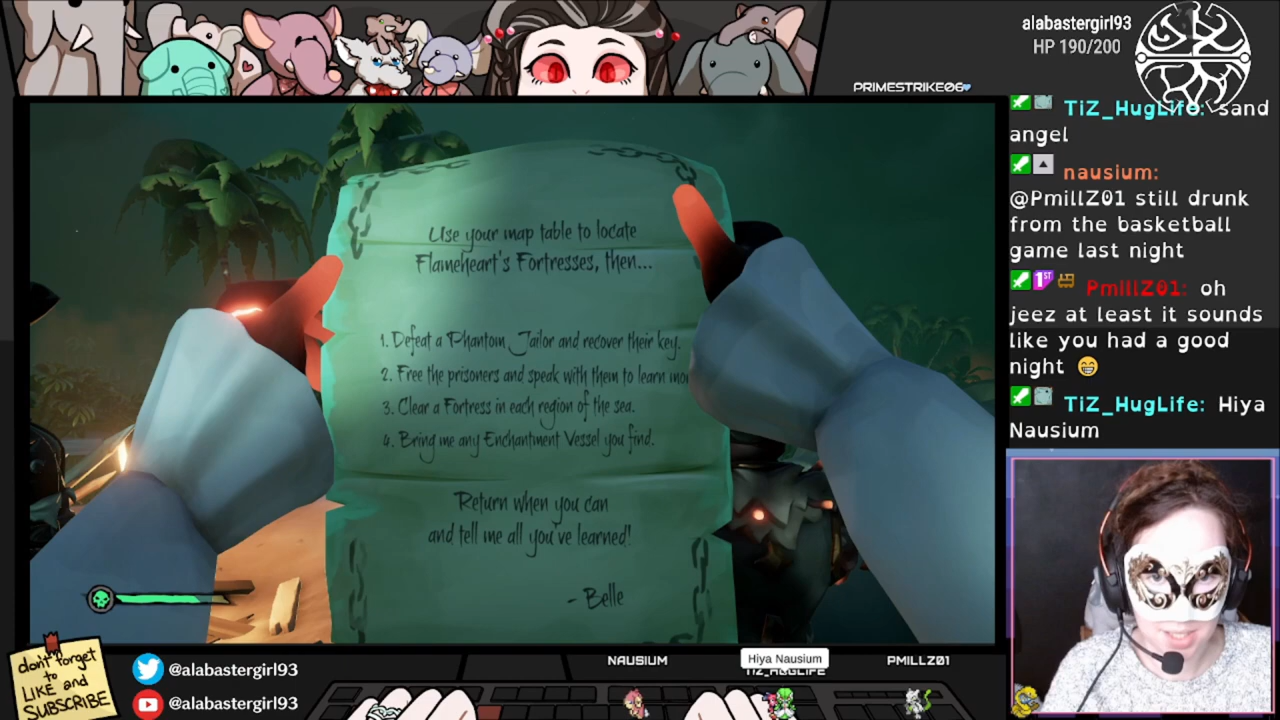 alabastergirl93
HP 190/200
PRIMESTRIKE06
TiZ_HugLife: sand
angel
nausium:
@PmillZ01 still drunk
from the basketball
game last night
1ST
PmillZ01: oh
jeez at least it sounds
like you had a good
night 😁
TiZ_HugLife: Hiya
Nausium
Use your map table to locate
Flameheart's Fortresses, then...
1. Defeat a Phantom Jailor and recover their key.
2. Free the prisoners and speak with them to learn mor
3. Clear a Fortress in each region of the sea.
4. Bring me any Enchantment Vessel you find.
Return when you can
and tell me all you've learned!
- Belle
don't forget
to
LIKE and
SUBSCRIBE
@alabastergirl93
@alabastergirl93
NAUSIUM
Hiya Nausium
TIZ_HUGLIFE
PMILLZ01